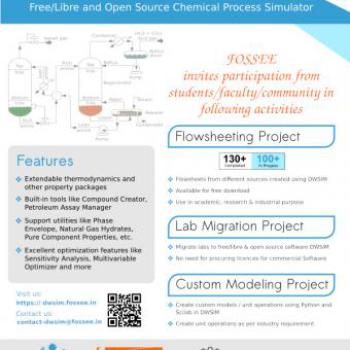 Free/Libre and Open Source Chemical Process Simulator
FOSSEE
invites participation from
students/faculty/community in
following activities
Flowsheeting Project
130+
Completed
100+
In Progress
Flowsheets from different sources created using DWSIM
Available for free download
Use in academic, research & industrial purpose
Lab Migration Project
Migrate labs to free/libre & open source software DWSIM
No need for procuring licences for commercial Software
Custom Modeling Project
Create custom models / unit operations using Python and
Scilab in DWSIM
Create unit operations as per industry requirement
Features
Extendable thermodynamics and
other property packages
Built-in tools like Compound Creator,
Petroleum Assay Manager
Support utilities like Phase
Envelope, Natural Gas Hydrates,
Pure Component Properties, etc.
Excellent optimization features like
Sensitivity Analysis, Multivariable
Optimizer and more
Visit us:
https:// dwsim.fossee.in
Contact us:
contact-dwsim@fossee.in